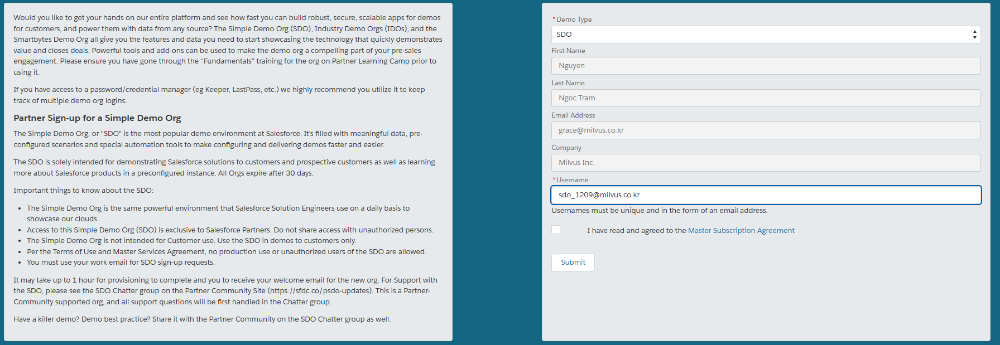 Would you like to get your hands on our entire platform and see how fast you can build robust, secure, scalable apps for demos
for customers, and power them with data from any source? The Simple Demo Org (SDO), Industry Demo Orgs (IDOs), and the
Smartbytes Demo Org all give you the features and data you need to start showcasing the technology that quickly demonstrates
value and closes deals. Powerful tools and add-ons can be used to make the demo org a compelling part of your pre-sales
engagement. Please ensure you have gone through the “Fundamentals” training for the org on Partner Learning Camp prior to
using it.
If you have access to a password/credential manager (eg Keeper, LastPass, etc.) we highly recommend you utilize it to keep
track of multiple demo org logins.
Partner Sign-up for a Simple Demo Org
The Simple Demo Org, or "SDO" is the most popular demo environment at Salesforce. It's filled with meaningful data, pre-
configured scenarios and special automation tools to make configuring and delivering demos faster and easier.
The SDO is solely intended for demonstrating Salesforce solutions to customers and prospective customers as well as learning
more about Salesforce products in a preconfigured instance. All Orgs expire after 30 days.
Important things to know about the SDO:
• The Simple Demo Org is the same powerful environment that Salesforce Solution Engineers use on a daily basis to
showcase our clouds.
• Access to this Simple Demo Org (SDO) is exclusive to Salesforce Partners. Do not share access with unauthorized persons.
• The Simple Demo Org is not intended for Customer use. Use the SDO in demos to customers only.
• Per the Terms of Use and Master Services Agreement, no production use or unauthorized users of the SDO are allowed.
• You must use your work email for SDO sign-up requests.
It may take up to 1 hour for provisioning to complete and you to receive your welcome email for the new org. For Support with
the SDO, please see the SDO Chatter group on the Partner Community Site (https://sfdc.co/psdo-updates). This is a Partner-
Community supported org, and all support questions will be first handled in the Chatter group.
Have a killer demo? Demo best practice? Share it with the Partner Community on the SDO Chatter group as well.
* Demo Type
SDO
First Name
Nguyen
Last Name
Ngoc Tram
Email Address
grace@milvus.co.kr
Company
Milvus Inc.
* Username
sdo_1209@milvus.co.kr
Usernames must be unique and in the form of an email address.
I have read and agreed to the Master Subscription Agreement
Submit